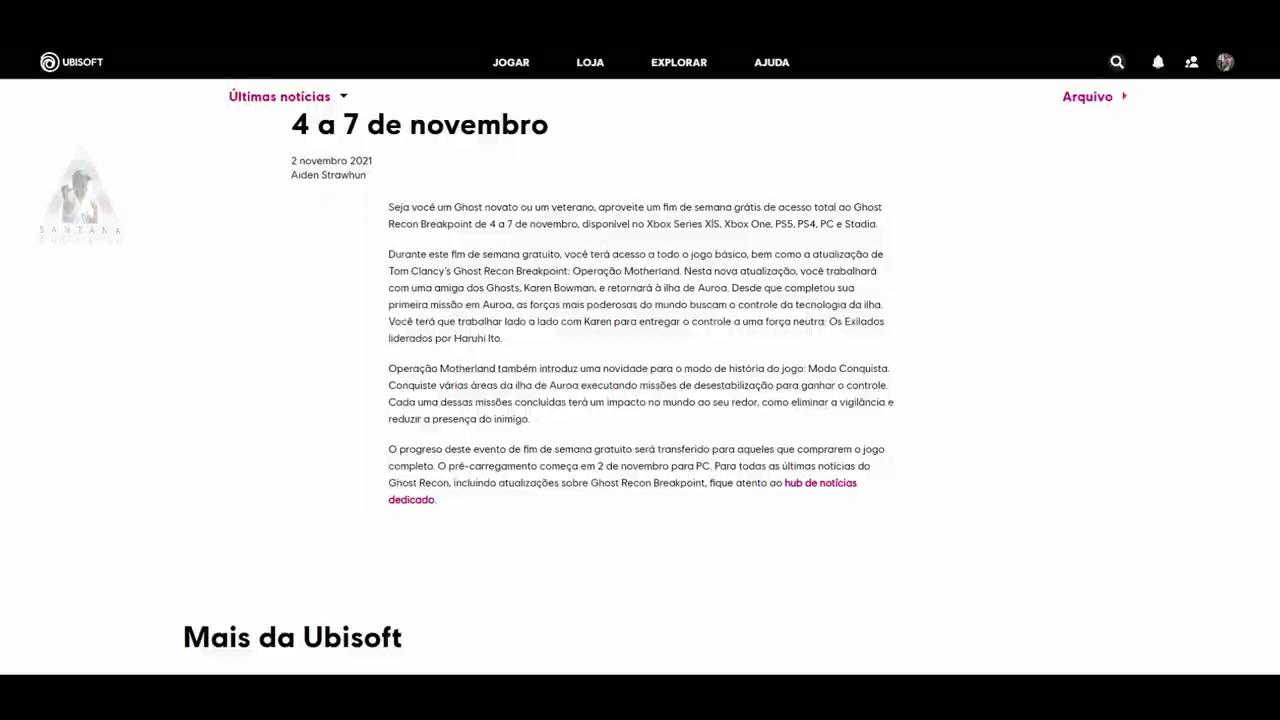 UBISOFT
JOGAR
LOJA
EXPLORAR
AJUDA
Últimas notícias
Arquivo
4 a 7 de novembro
2 novembro 2021
Aiden Strawhun
SANTANA
Seja você um Ghost novato ou um veterano, aproveite um fim de semana grátis de acesso total ao Ghost
Recon Breakpoint de 4 a 7 de novembro, disponível no Xbox Series X|S, Xbox One, PS5, PS4, PC e Stadia.
Durante este fim de semana gratuito, você terá acesso a todo o jogo básico, bem como a atualização de
Tom Clancy's Ghost Recon Breakpoint: Operação Motherland. Nesta nova atualização, você trabalhará
com uma amiga dos Ghosts, Karen Bowman, e retornará à ilha de Auroa. Desde que completou sua
primeira missão em Auroa, as forças mais poderosas do mundo buscam o controle da tecnologia da ilha.
Você terá que trabalhar lado a lado com Karen para entregar o controle a uma força neutra: Os Exilados
liderados por Haruhi Ito.
Operação Motherland também introduz uma novidade para o modo de história do jogo: Modo Conquista.
Conquiste várias áreas da ilha de Auroa executando missões de desestabilização para ganhar o controle.
Cada uma dessas missões concluídas terá um impacto no mundo ao seu redor, como eliminar a vigilância e
reduzir a presença do inimigo.
O progreso deste evento de fim de semana gratuito será transferido para aqueles que comprarem o jogo
completo. O pré-carregamento começa em 2 de novembro para PC. Para todas as últimas notícias do
Ghost Recon, incluindo atualizações sobre Ghost Recon Breakpoint, fique atento ao hub de notícias
dedicado.
Mais da Ubisoft